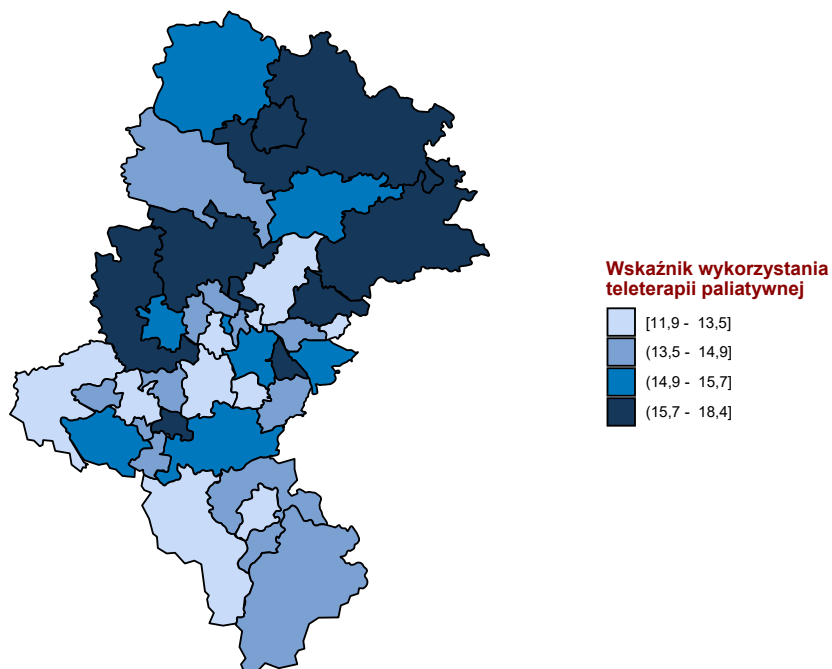 Wskaźnik wykorzystania
teleterapii paliatywnej
[11,9 - 13,5]
(13,5 - 14,9]
(14,9 - 15,7]
(15,7 - 18,4]